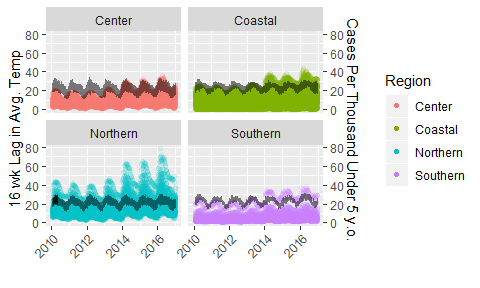 Center
Coastal
80
60
40
20
0
80
60
40
20
0
Northern
Southern
80
60
40
20
0
80
60
40
20
0
2010
2012
2014
2016
2010
2012
2014
2016
16 wk Lag in Avg. Temp
Cases Per Thousand Under 5 y.o.
Region
Center
Coastal
Northern
Southern